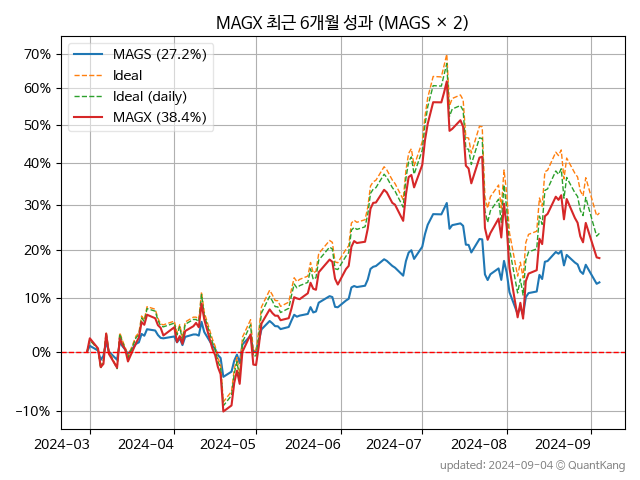 MAGX 최근 6개월 성과 (MAGS × 2)
MAGS (27.2%)
Ideal
Ideal (daily)
MAGX (38.4%)
70%
60%
50%
40%
30%
20%
10%
0%
−10%
2024-03 2024-04 2024-05 2024-06 2024-07 2024-08 2024-09
updated: 2024-09-04 © QuantKang